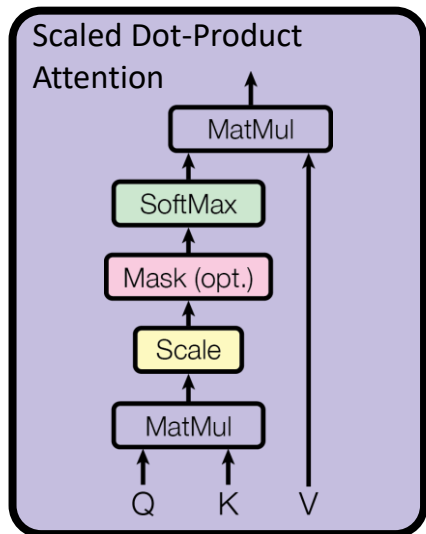 Scaled Dot-Product
Attention
MatMul
SoftMax
Mask (opt.)
Scale
MatMul
Q K V